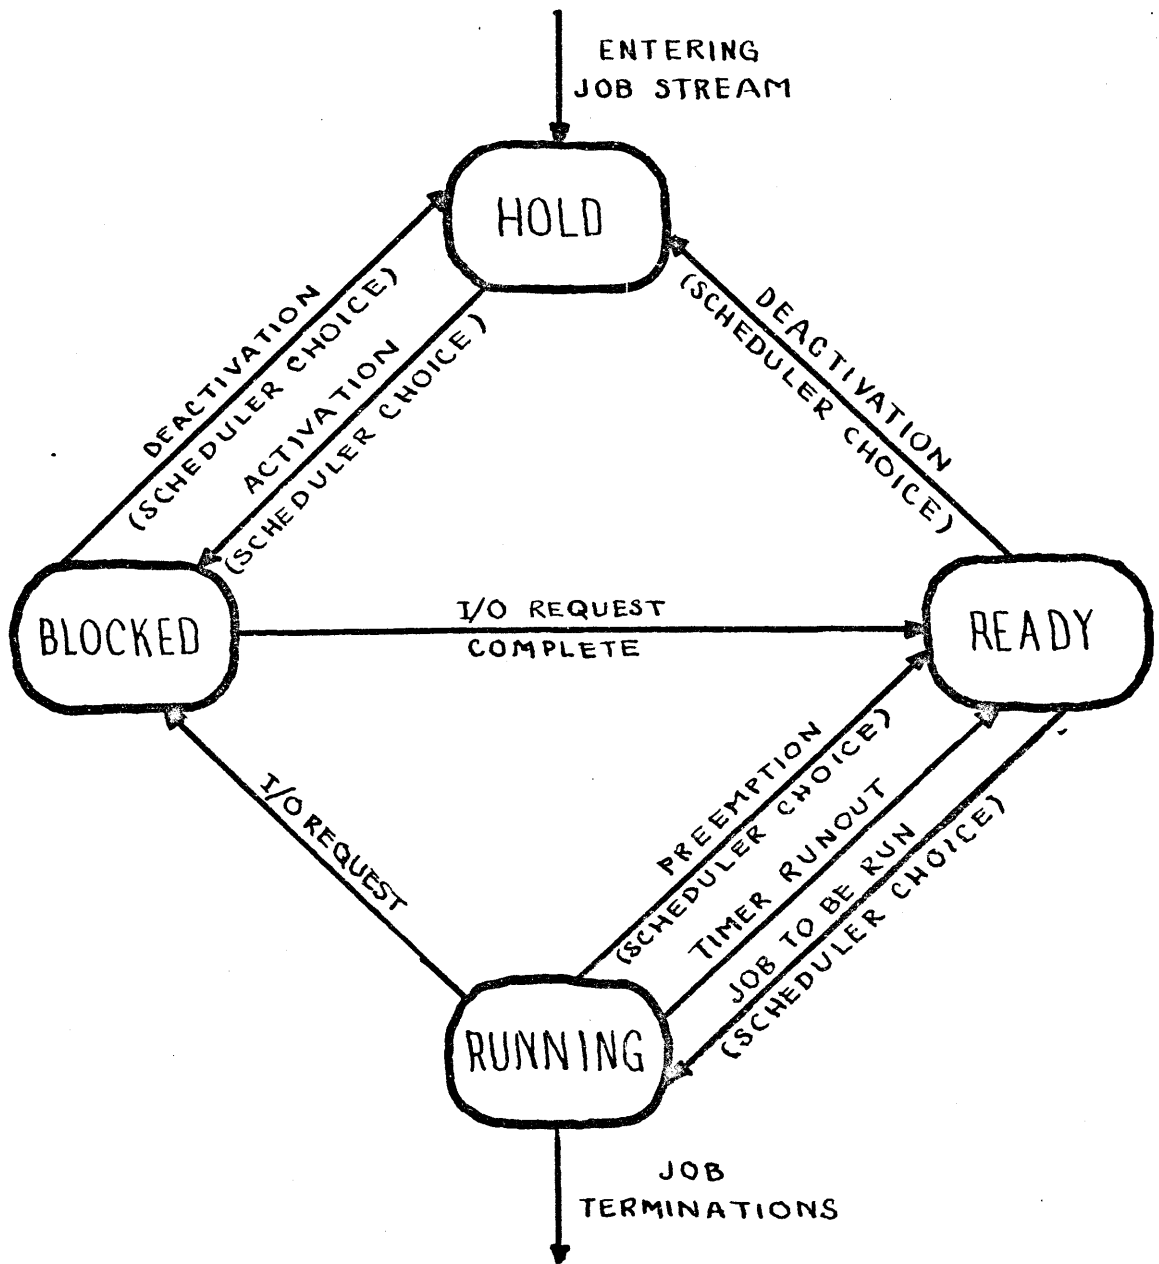 ENTERING
JOB STREAM
HOLD
DEACTIVATION
(SCHEDULER CHOICE)
ACTIVATION
(SCHEDULER CHOICE)
DEACTIVATION
(SCHEDULER CHOICE)
BLOCKED
I/O REQUEST
COMPLETE
READY
I/O REQUEST
PREEMPTION
(SCHEDULER CHOICE)
TIMER RUNOUT
JOB TO BE RUN
(SCHEDULER CHOICE)
RUNNING
JOB
TERMINATIONS